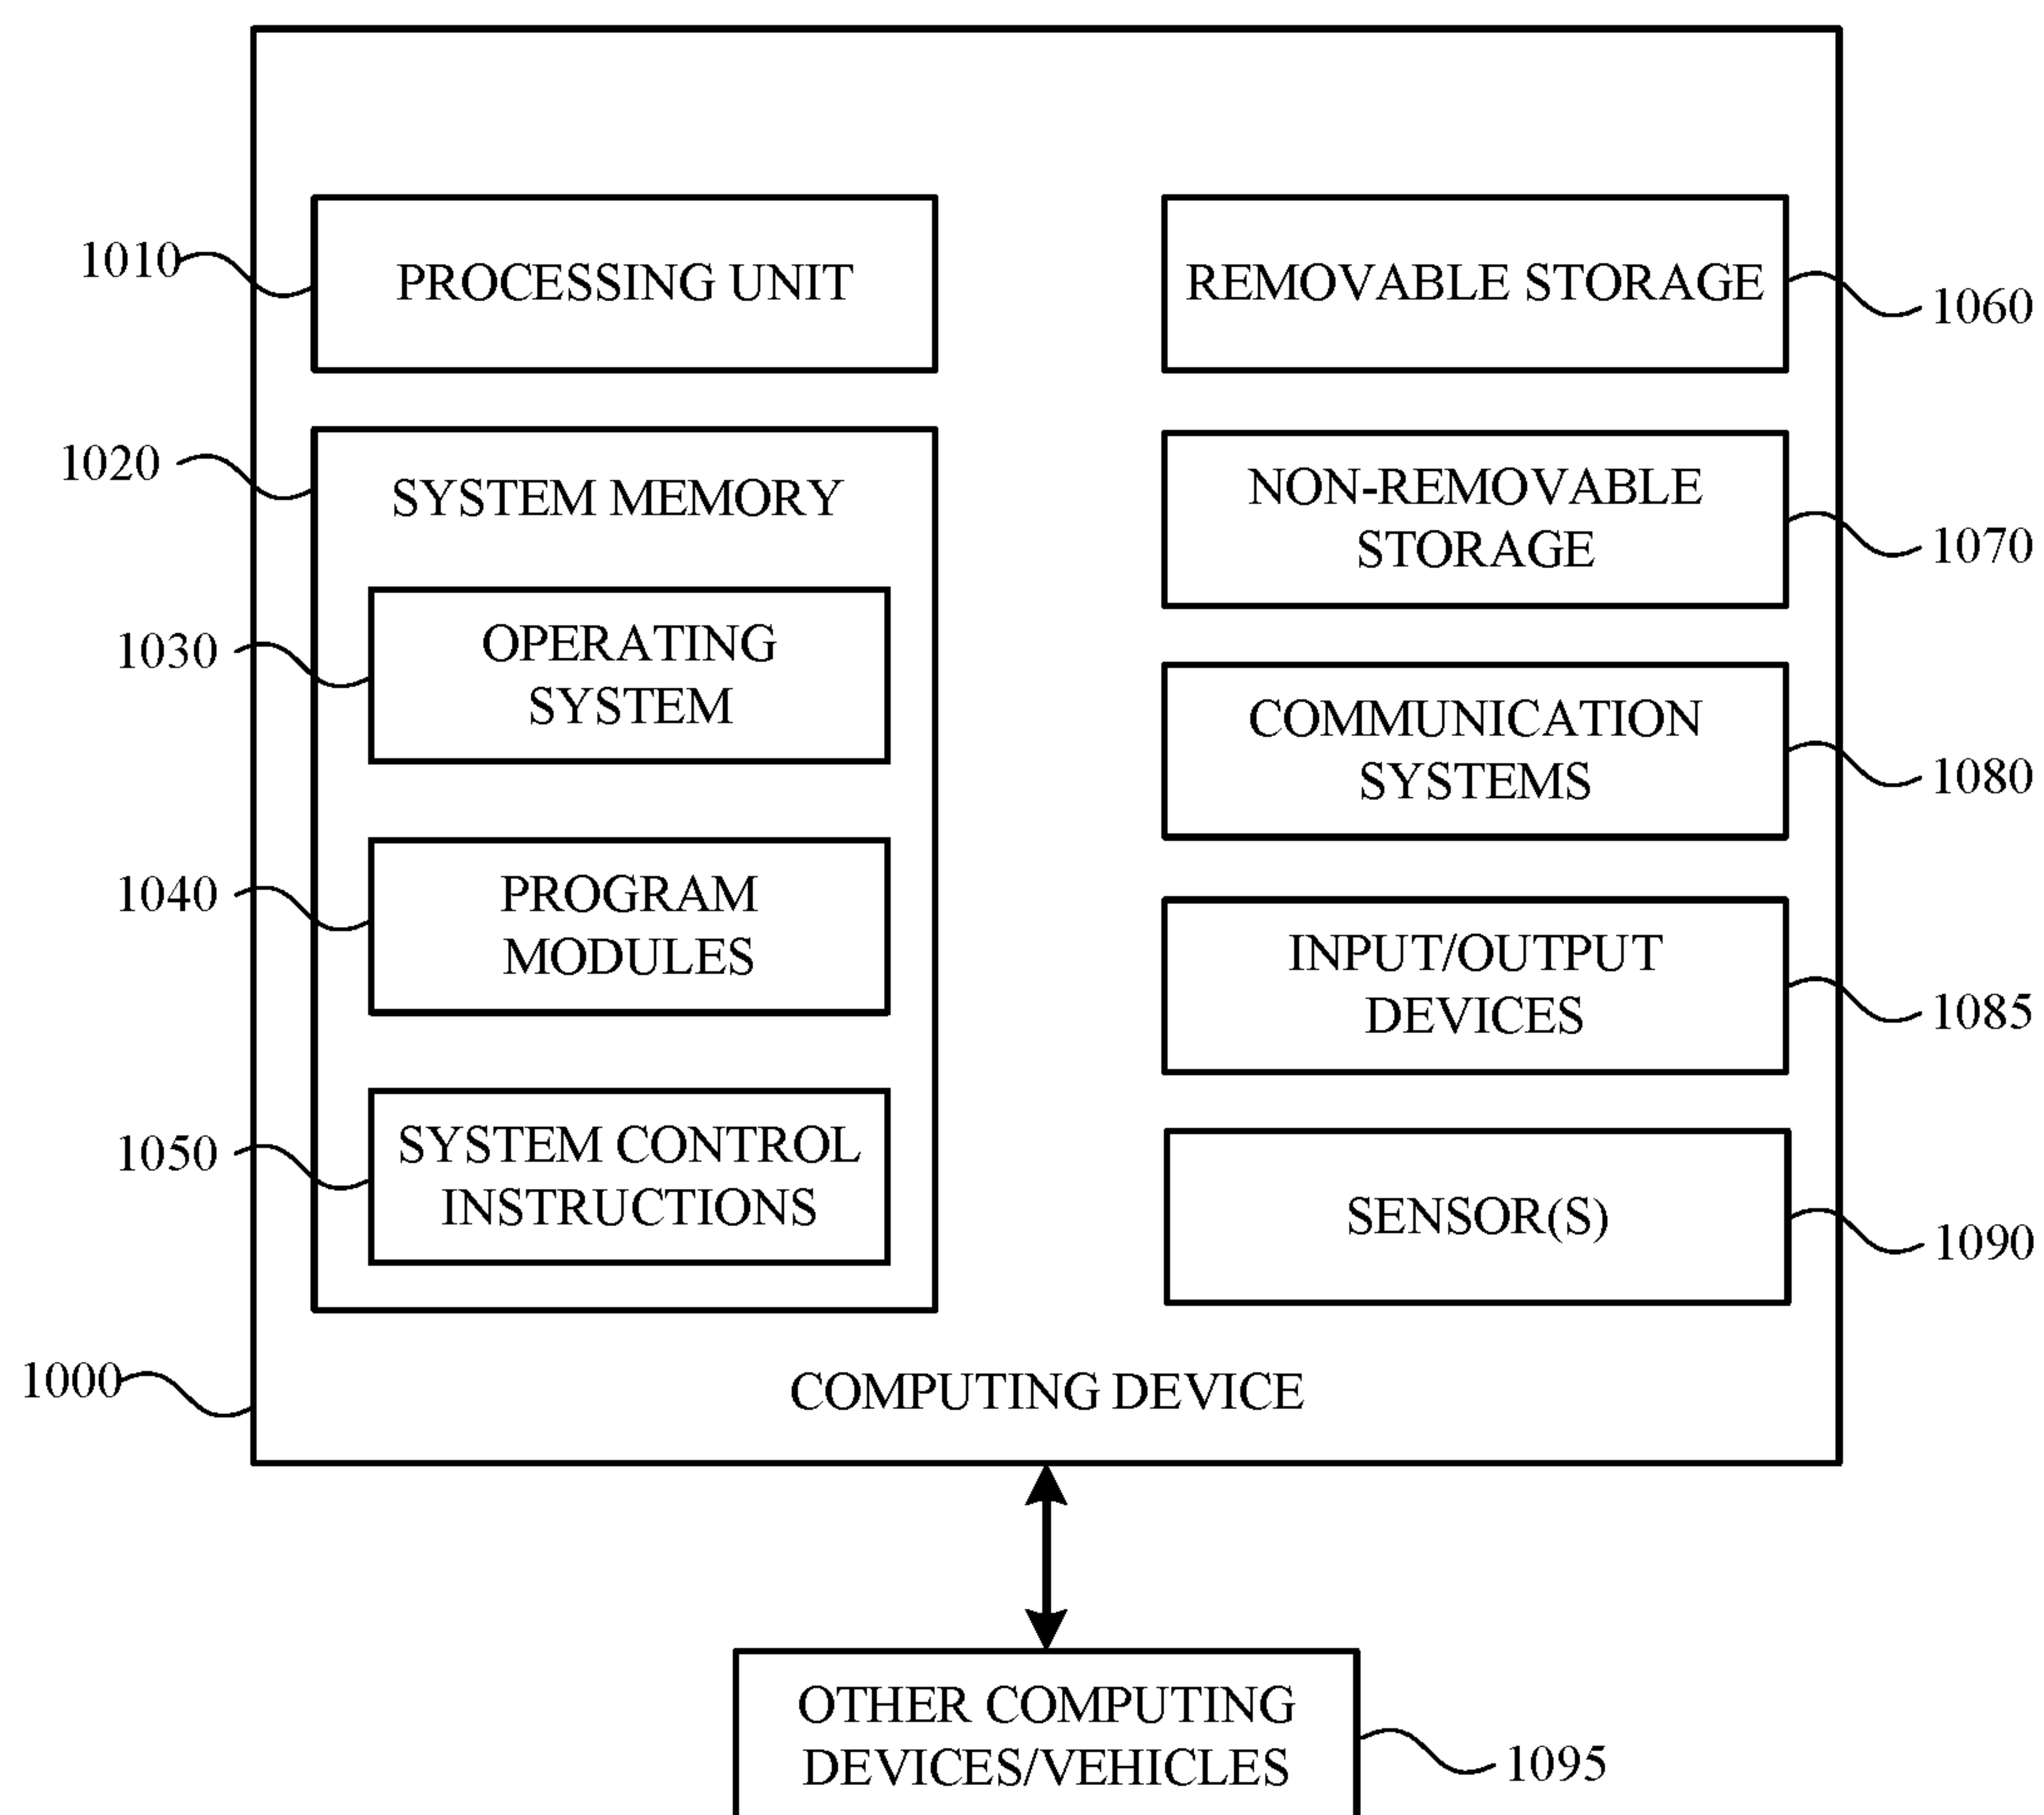 1010
PROCESSING UNIT
1020
SYSTEM MEMORY
1030
OPERATING
SYSTEM
1040
PROGRAM
MODULES
1050
SYSTEM CONTROL
INSTRUCTIONS
REMOVABLE STORAGE
1060
NON-REMOVABLE
STORAGE
1070
COMMUNICATION
SYSTEMS
1080
INPUT/OUTPUT
DEVICES
1085
SENSOR(S)
1090
1000
COMPUTING DEVICE
OTHER COMPUTING
DEVICES/VEHICLES
1095